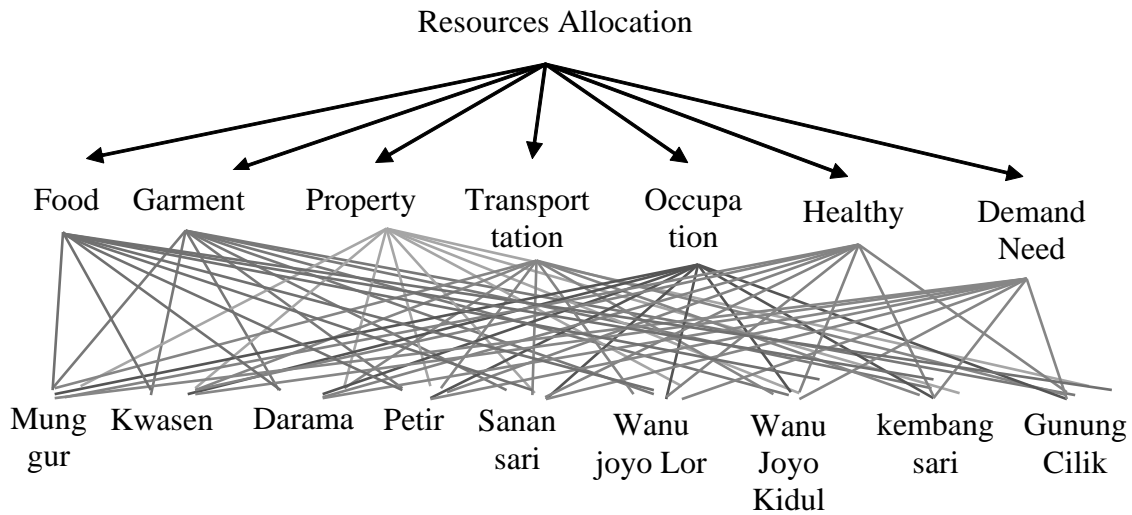 Resources Allocation
Food
Garment
Property
Transport
tation
Occupa
tion
Healthy
Demand
Need
Mung
gur
Kwasen
Darama
Petir
Sanan
sari
Wanu
joyo Lor
Wanu
Joyo
Kidul
kembang
sari
Gunung
Cilik